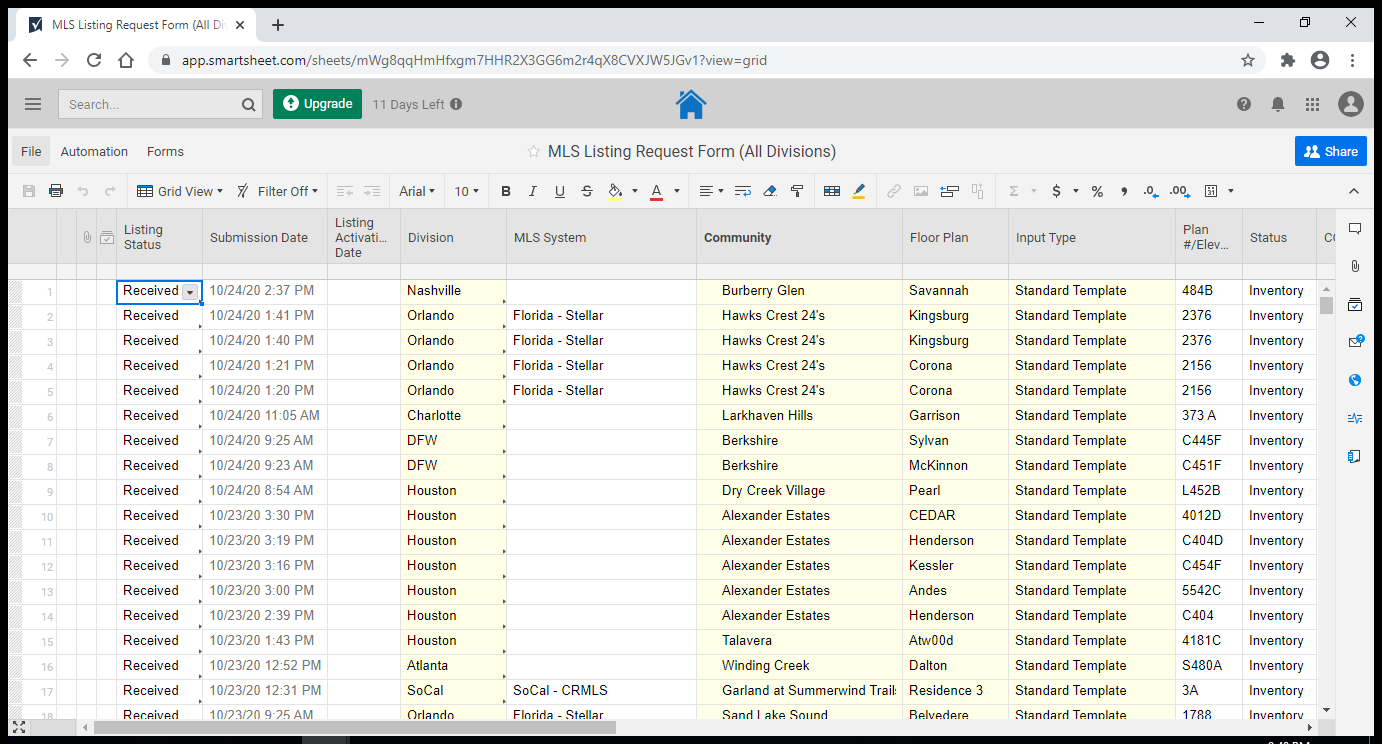 MLS Listing Request Form (All Di
app.smartsheet.com/sheets/mWg8qqHmHfxgm7HHR2X3GG6m2r4qX8CVXJW5JGv1?view=grid
Search... Upgrade 11 Days Left
File Automation Forms MLS Listing Request Form (All Divisions) Share
Grid View Filter Off Arial 10 B I U S A Σ $ % , .0 .00 31
Listing Status Submission Date Listing Activati... Date Division MLS System Community Floor Plan Input Type Plan #/Elev... Status
1 Received 10/24/20 2:37 PM Nashville Burberry Glen Savannah Standard Template 484B Inventory
2 Received 10/24/20 1:41 PM Orlando Florida - Stellar Hawks Crest 24's Kingsburg Standard Template 2376 Inventory
3 Received 10/24/20 1:40 PM Orlando Florida - Stellar Hawks Crest 24's Kingsburg Standard Template 2376 Inventory
4 Received 10/24/20 1:21 PM Orlando Florida - Stellar Hawks Crest 24's Corona Standard Template 2156 Inventory
5 Received 10/24/20 1:20 PM Orlando Florida - Stellar Hawks Crest 24's Corona Standard Template 2156 Inventory
6 Received 10/24/20 11:05 AM Charlotte Larkhaven Hills Garrison Standard Template 373 A Inventory
7 Received 10/24/20 9:25 AM DFW Berkshire Sylvan Standard Template C445F Inventory
8 Received 10/24/20 9:23 AM DFW Berkshire McKinnon Standard Template C451F Inventory
9 Received 10/24/20 8:54 AM Houston Dry Creek Village Pearl Standard Template L452B Inventory
10 Received 10/23/20 3:30 PM Houston Alexander Estates CEDAR Standard Template 4012D Inventory
11 Received 10/23/20 3:19 PM Houston Alexander Estates Henderson Standard Template C404D Inventory
12 Received 10/23/20 3:16 PM Houston Alexander Estates Kessler Standard Template C454F Inventory
13 Received 10/23/20 3:00 PM Houston Alexander Estates Andes Standard Template 5542C Inventory
14 Received 10/23/20 2:39 PM Houston Alexander Estates Henderson Standard Template C404 Inventory
15 Received 10/23/20 1:43 PM Houston Talavera Atw00d Standard Template 4181C Inventory
16 Received 10/23/20 12:52 PM Atlanta Winding Creek Dalton Standard Template S480A Inventory
17 Received 10/23/20 12:31 PM SoCal SoCal - CRMLS Garland at Summerwind Trails Residence 3 Standard Template 3A Inventory
18 Received 10/23/20 9:25 AM Orlando Florida - Stellar Sand Lake Sound Belvedere Standard Template 1788 Inventory